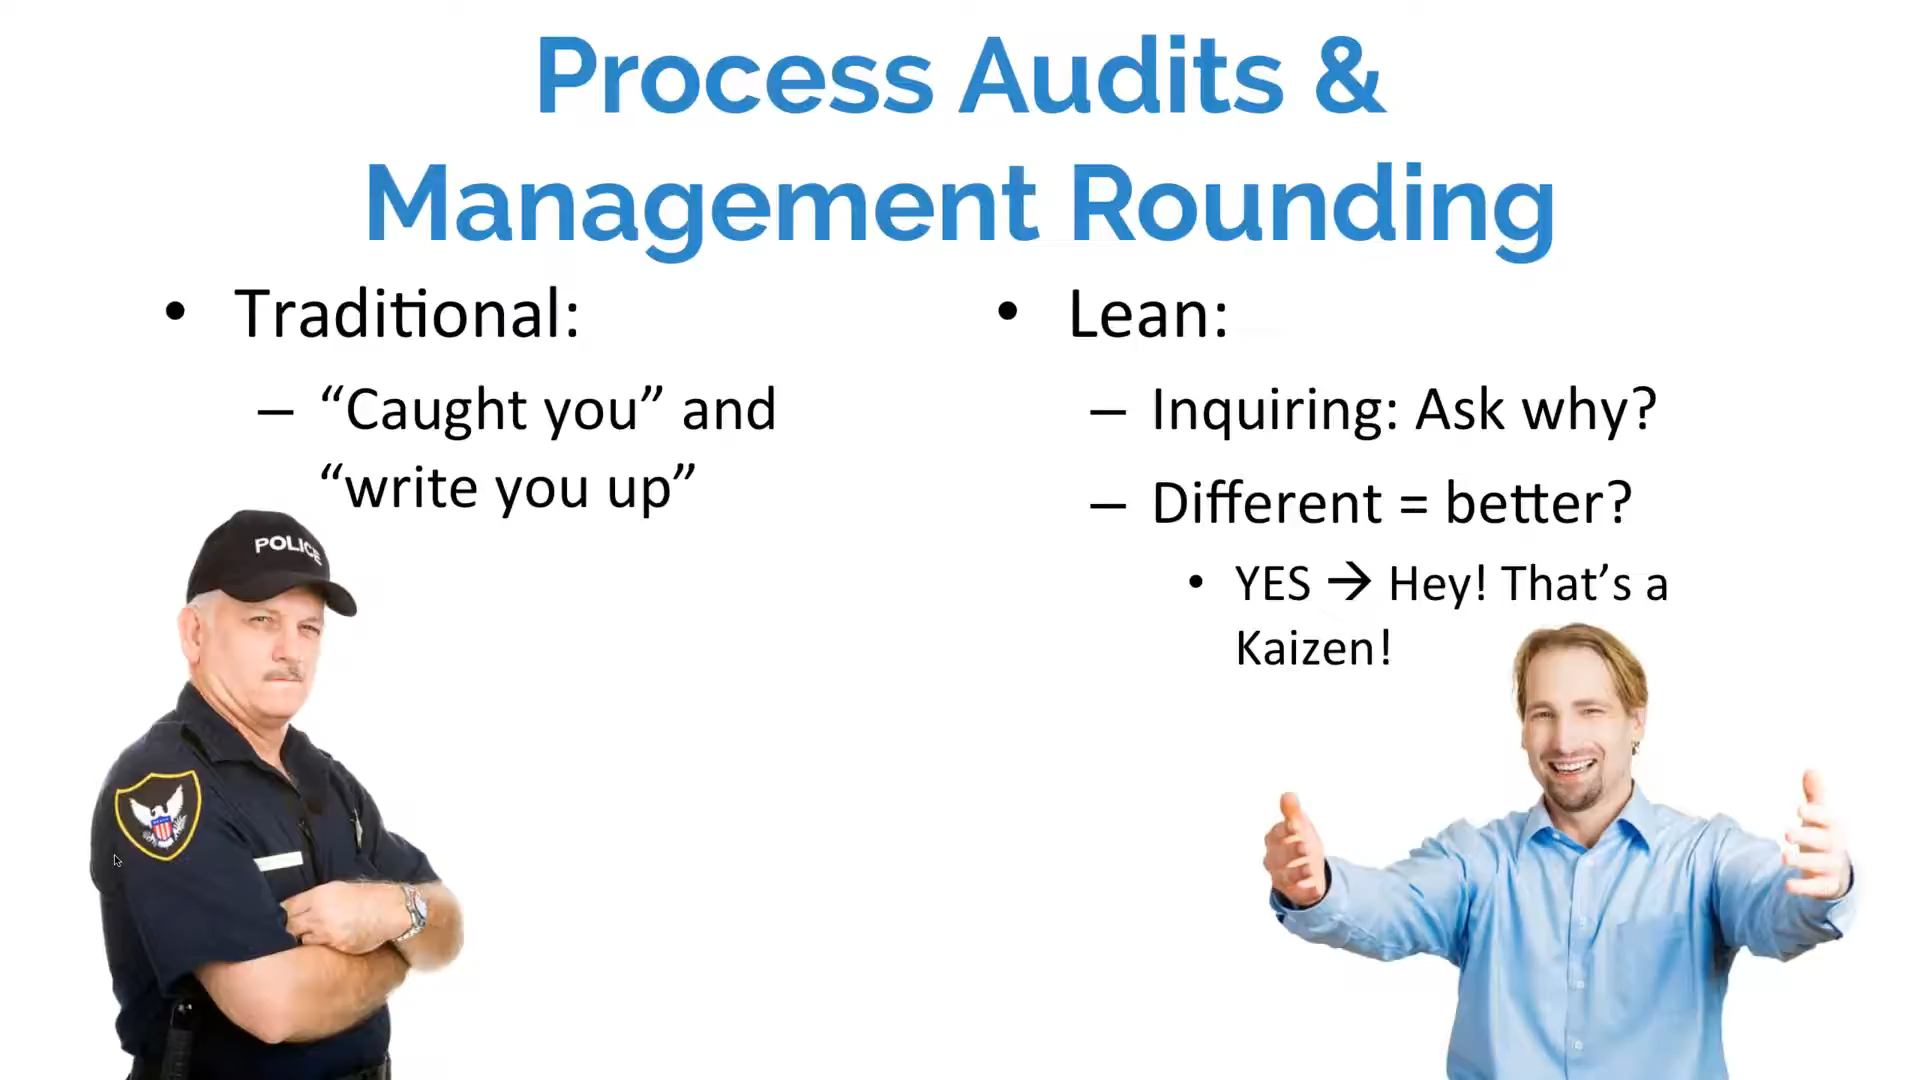 Process Audits &
Management Rounding
• Traditional:
– “Caught you” and
“write you up”
• Lean:
– Inquiring: Ask why?
– Different = better?
• YES → Hey! That’s a
Kaizen!
POLICE